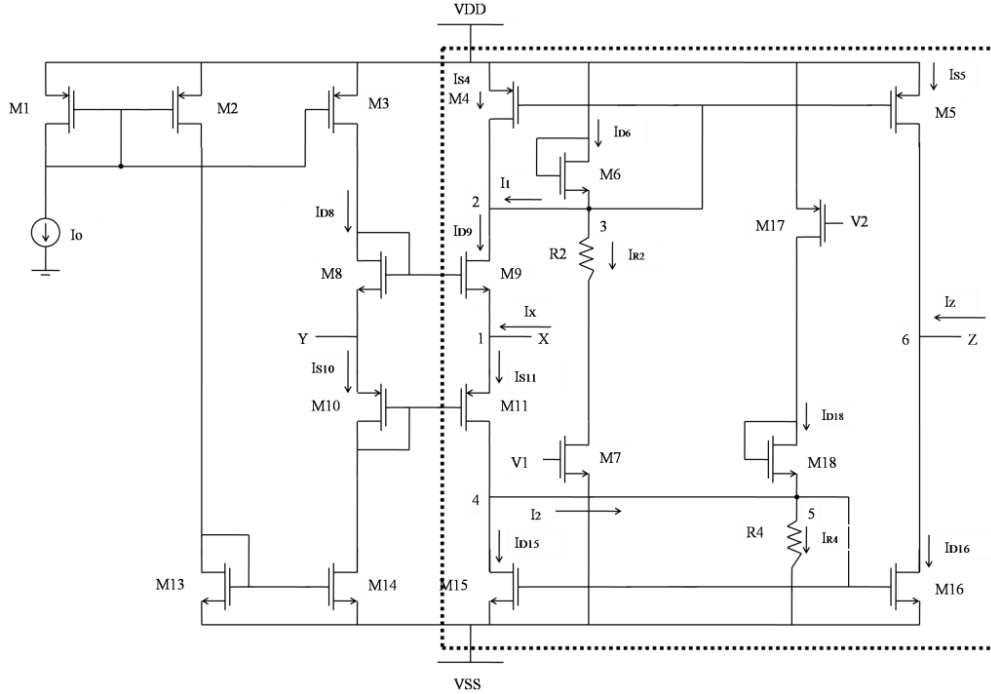 VDD
IS4
IS5
M1
M2
M3
M4
M5
ID6
M6
I1
2
3
ID8
ID9
M17
V2
Io
R2
IR2
M8
M9
Ix
Iz
Y
1
X
6
Z
IS10
IS11
M10
M11
ID18
V1
M7
M18
4
I2
5
R4
IR4
ID15
ID16
M13
M14
M15
M16
VSS